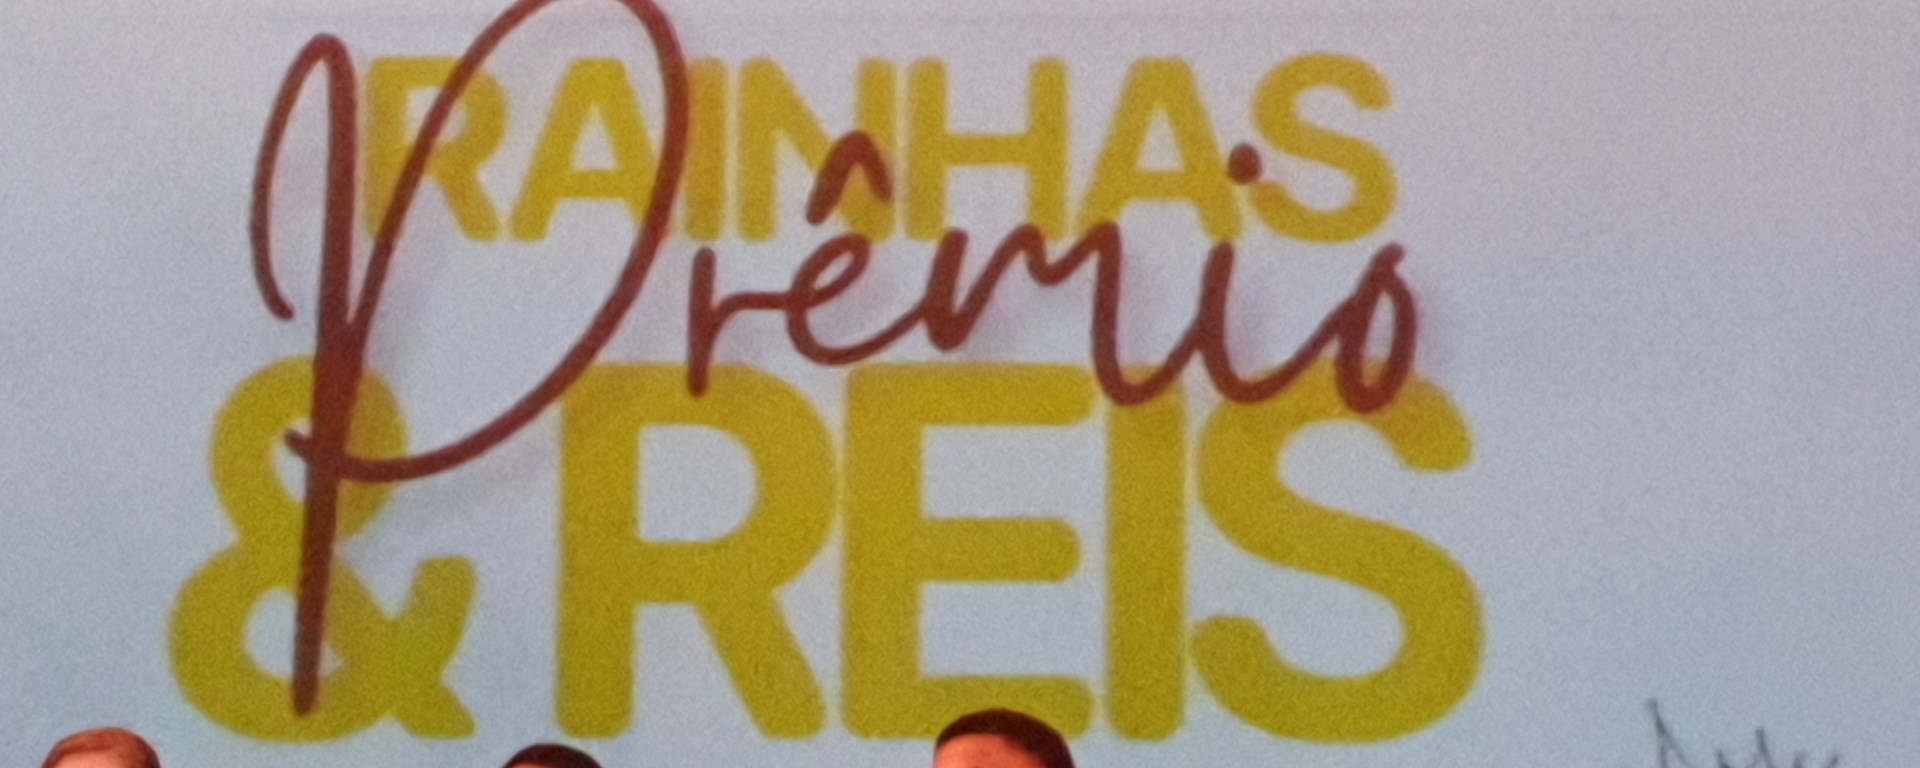 RAINHAS
Prêmio
& REIS